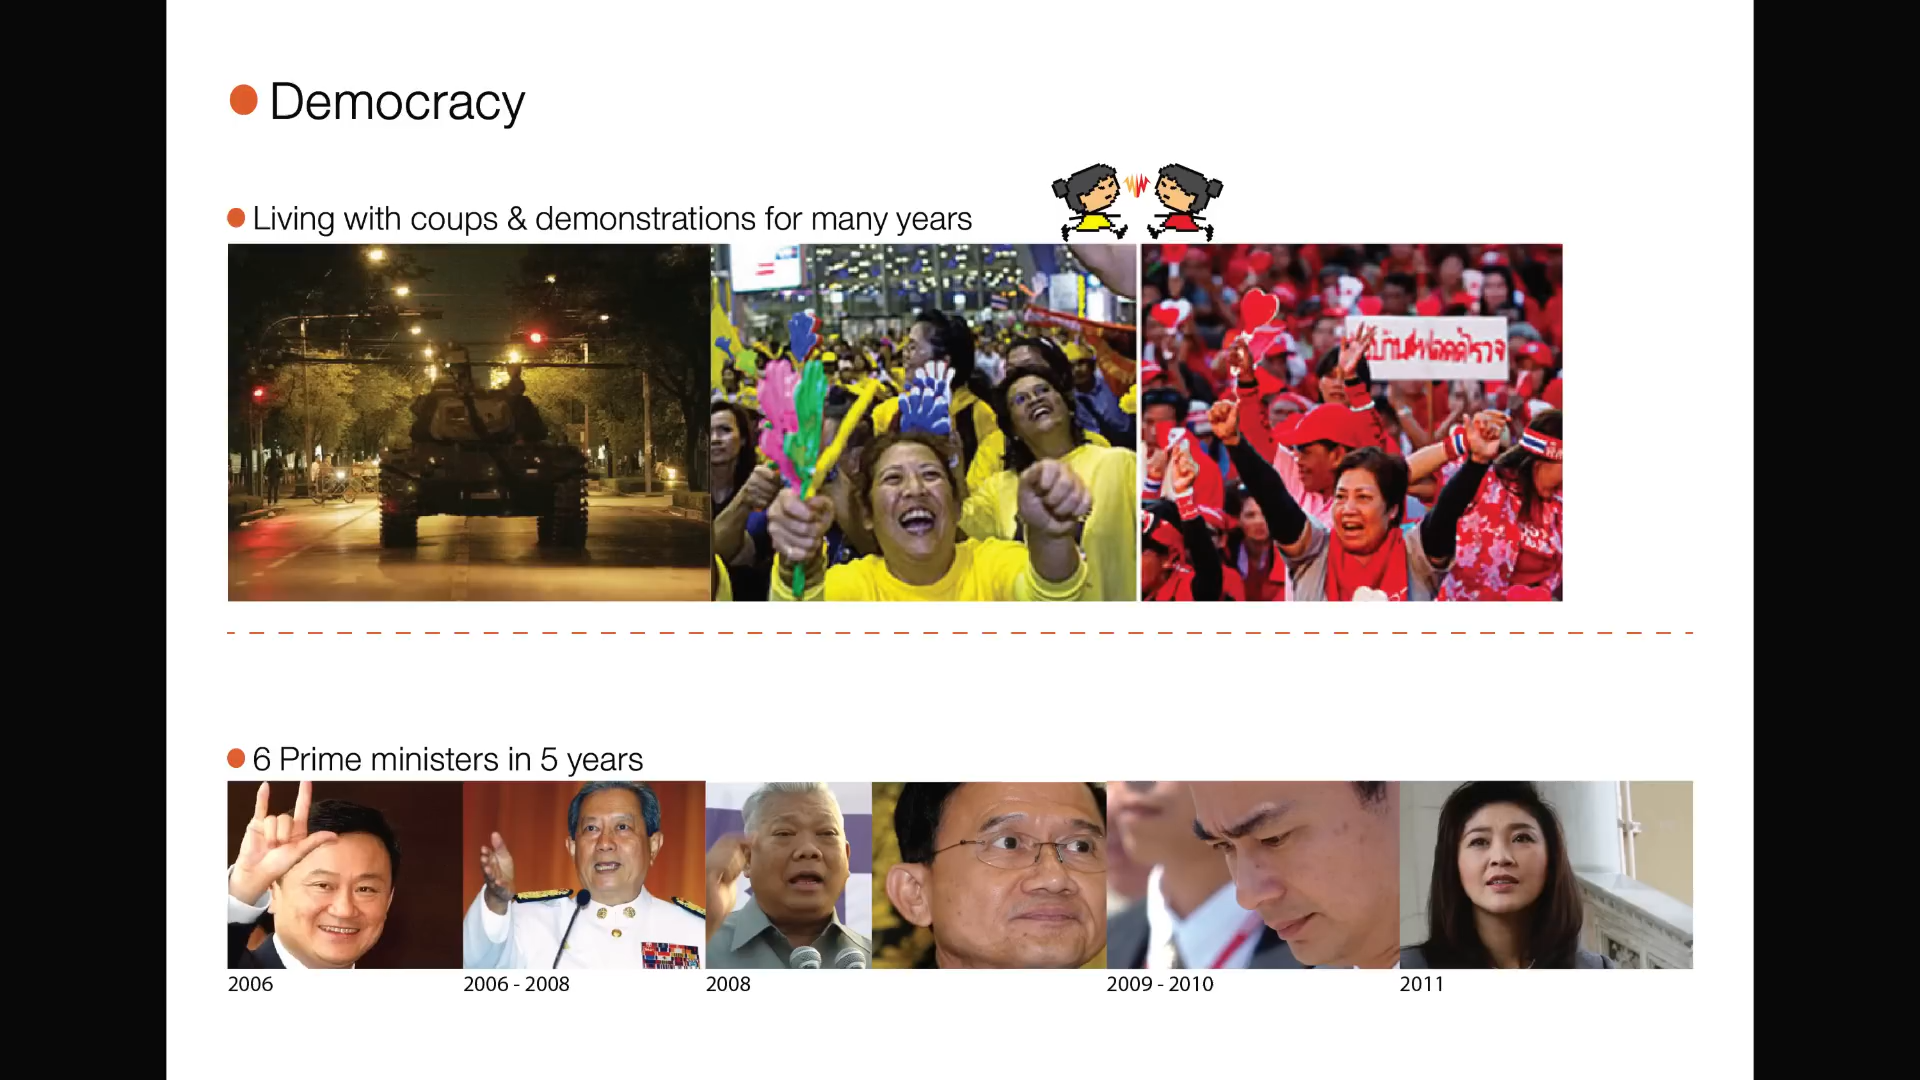 Democracy
Living with coups & demonstrations for many years
6 Prime ministers in 5 years
2006
2006 - 2008
2008
2009 - 2010
2011